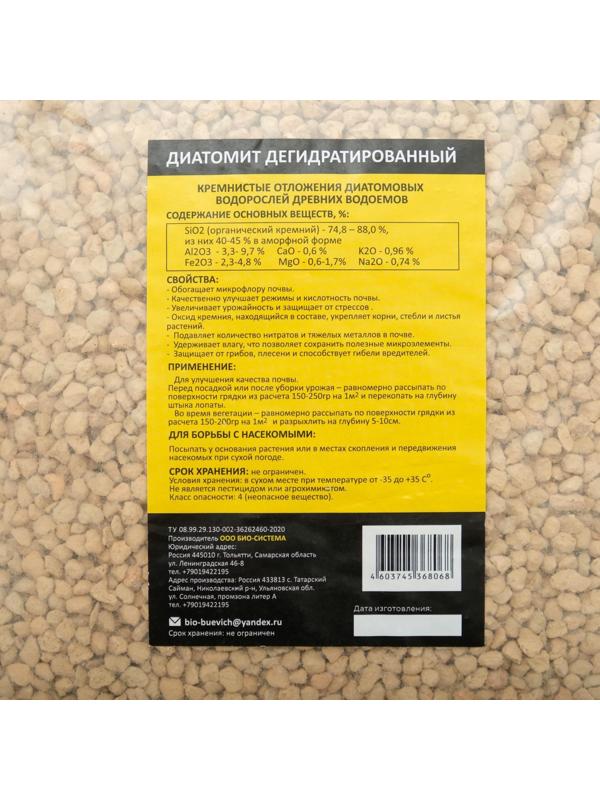 ДИАТОМИТ ДЕГИДРАТИРОВАННЫЙ
КРЕМНИСТЫЕ ОТЛОЖЕНИЯ ДИАТОМОВЫХ
ВОДОРОСЛЕЙ ДРЕВНИХ ВОДОЕМОВ
СОДЕРЖАНИЕ ОСНОВНЫХ ВЕЩЕСТВ, %:
SiO2 (органический кремний) - 74,8 – 88,0 %,
из них 40-45 % в аморфной форме
Al2O3 - 3,3- 9,7 % CaO - 0,6 % K2O - 0,96 %
Fe2O3 - 2,3-4,8 % MgO - 0,6-1,7% Na2O - 0,74 %
СВОЙСТВА:
- Обогащает микрофлору почвы.
- Качественно улучшает режимы и кислотность почвы.
- Увеличивает урожайность и защищает от стрессов .
- Оксид кремния, находящийся в составе, укрепляет корни, стебли и листья
растений.
- Подавляет количество нитратов и тяжелых металлов в почве.
- Удерживает влагу, что позволяет сохранить полезные микроэлементы.
- Защищает от грибов, плесени и способствует гибели вредителей.
ПРИМЕНЕНИЕ:
Для улучшения качества почвы.
Перед посадкой или после уборки урожая – равномерно рассыпать по
поверхности грядки из расчета 150-250гр на 1м2 и перекопать на глубину
штыка лопаты.
Во время вегетации – равномерно рассыпать по поверхности грядки из
расчета 150-200гр на 1м2 и разрыхлить на глубину 5-10см.
ДЛЯ БОРЬБЫ С НАСЕКОМЫМИ:
Посыпать у основания растения или в местах скопления и передвижения
насекомых при сухой погоде.
СРОК ХРАНЕНИЯ: не ограничен.
Условия хранения: в сухом месте при температуре от -35 до +35 С°.
Не является пестицидом или агрохимикатом.
Класс опасности: 4 (неопасное вещество).
ТУ 08.99.29.130-002-36262460-2020
Производитель ООО БИО-СИСТЕМА
Юридический адрес:
Россия 445010 г. Тольятти, Самарская область
ул. Ленинградская 46-8
тел. +79019422195
Адрес производства: Россия 433813 с. Татарский
Сайман, Николаевский р-н, Ульяновская обл.
ул. Солнечная, промзона литер А
тел. +79019422195
bio-buevich@yandex.ru
Срок хранения: не ограничен
4 603745 368068
Дата изготовления: